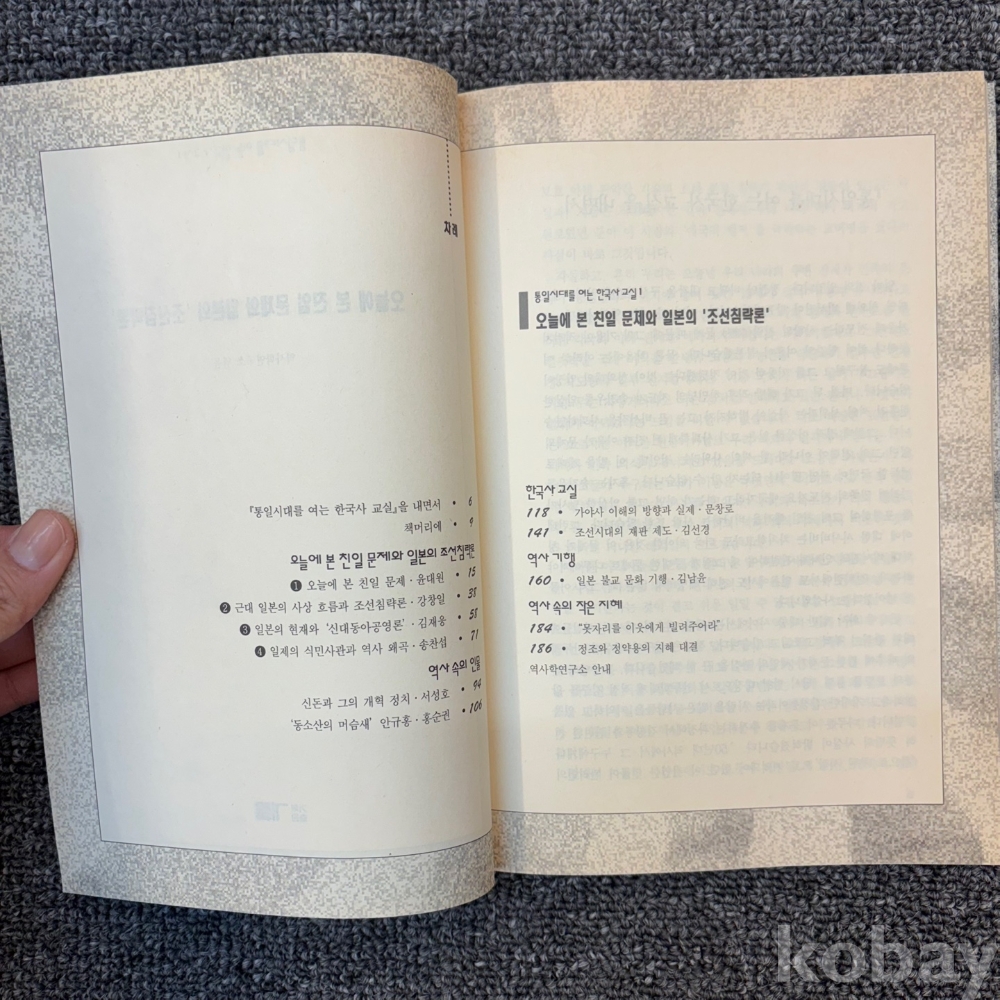 차례
『통일시대를 여는 한국사 교실』을 내면서 • 6
책머리에 • 9
오늘에 본 친일 문제와 일본의 조선침략론
❶ 오늘에 본 친일 문제 · 윤대원 • 15
❷ 근대 일본의 사상 흐름과 조선침략론 · 강창일 • 38
❸ 일본의 현재와 ‘신대동아공영론’ · 김재웅 • 58
❹ 일제의 식민사관과 역사 왜곡 · 송찬섭 • 71
역사 속의 인물
신돈과 그의 개혁 정치 · 서성호 • 94
‘동소산의 머슴새’ 안규홍 · 홍순권 • 106
통일시대를 여는 한국사 교실 1
오늘에 본 친일 문제와 일본의 '조선침략론'
한국사 교실
118 • 가야사 이해의 방향과 실제 · 문창로
141 • 조선시대의 재판 제도 · 김선경
역사 기행
160 • 일본 불교 문화 기행 · 김남윤
역사 속의 작은 지혜
184 • “못자리를 이웃에게 빌려주어라”
186 • 정조와 정약용의 지혜 대결
역사학연구소 안내
kobay